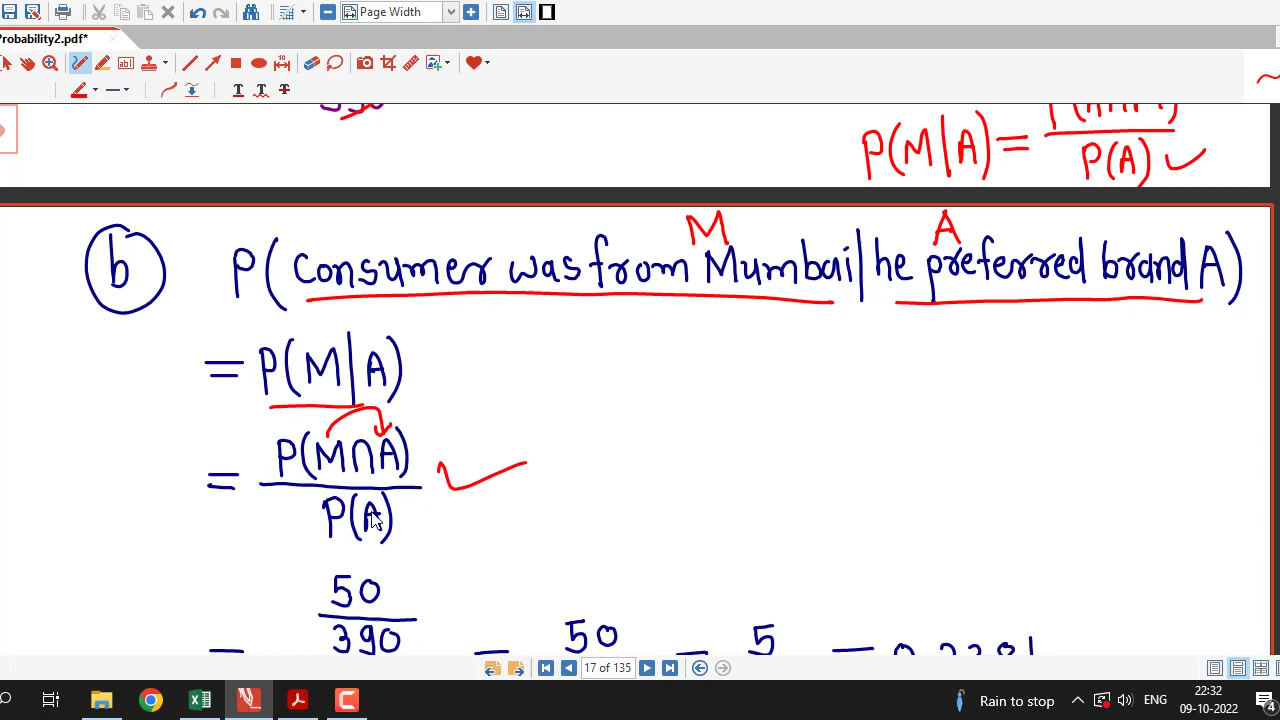 Page Width
Probability2.pdf*
P(M|A) = P(M∩A)
P(A)
M A
b P(Consumer was from Mumbai|he preferred brand A)
= P(M|A)
= P(M∩A)
P(A)
50
390
= = 50 = 5 =
17 of 135
Rain to stop
ENG
22:32
09-10-2022
4